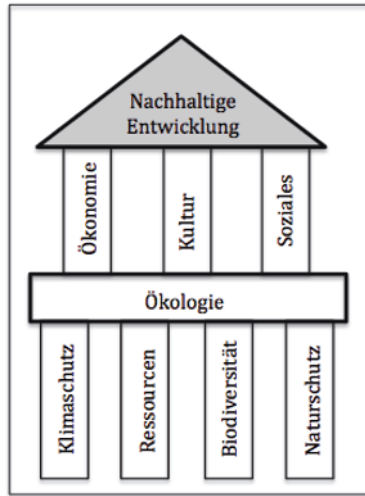 Nachhaltige
Entwicklung
Ökonomie
Kultur
Soziales
Ökologie
Klimaschutz
Ressourcen
Biodiversität
Naturschutz